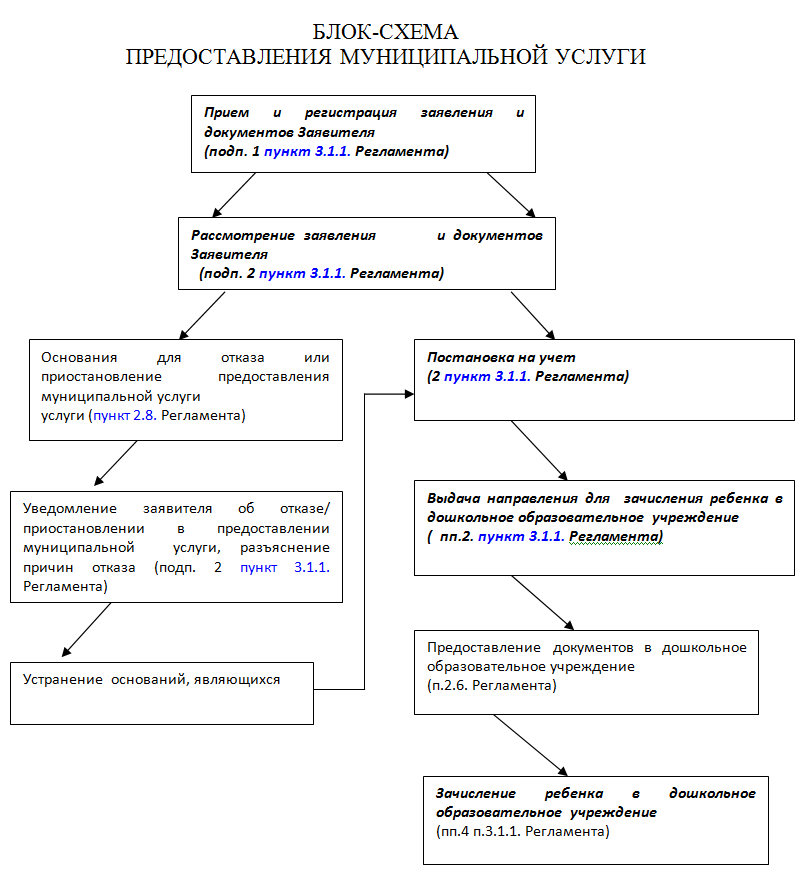 БЛОК-СХЕМА
ПРЕДОСТАВЛЕНИЯ МУНИЦИПАЛЬНОЙ УСЛУГИ
Прием и регистрация заявления и
документов Заявителя
(подп. 1 пункт 3.1.1. Регламента)
Рассмотрение заявления и документов
Заявителя
(подп. 2 пункт 3.1.1. Регламента)
Основания для отказа или
приостановление предоставления
муниципальной услуги
услуги (пункт 2.8. Регламента)
Постановка на учет
(2 пункт 3.1.1. Регламента)
Уведомление заявителя об отказе/
приостановлении в предоставлении
муниципальной услуги, разъяснение
причин отказа (подп. 2 пункт 3.1.1.
Регламента)
Выдача направления для зачисления ребенка в
дошкольное образовательное учреждение
( пп.2. пункт 3.1.1. Регламента)
Устранение оснований, являющихся
Предоставление документов в дошкольное
образовательное учреждение
(п.2.6. Регламента)
Зачисление ребенка в дошкольное
образовательное учреждение
(пп.4 п.3.1.1. Регламента)